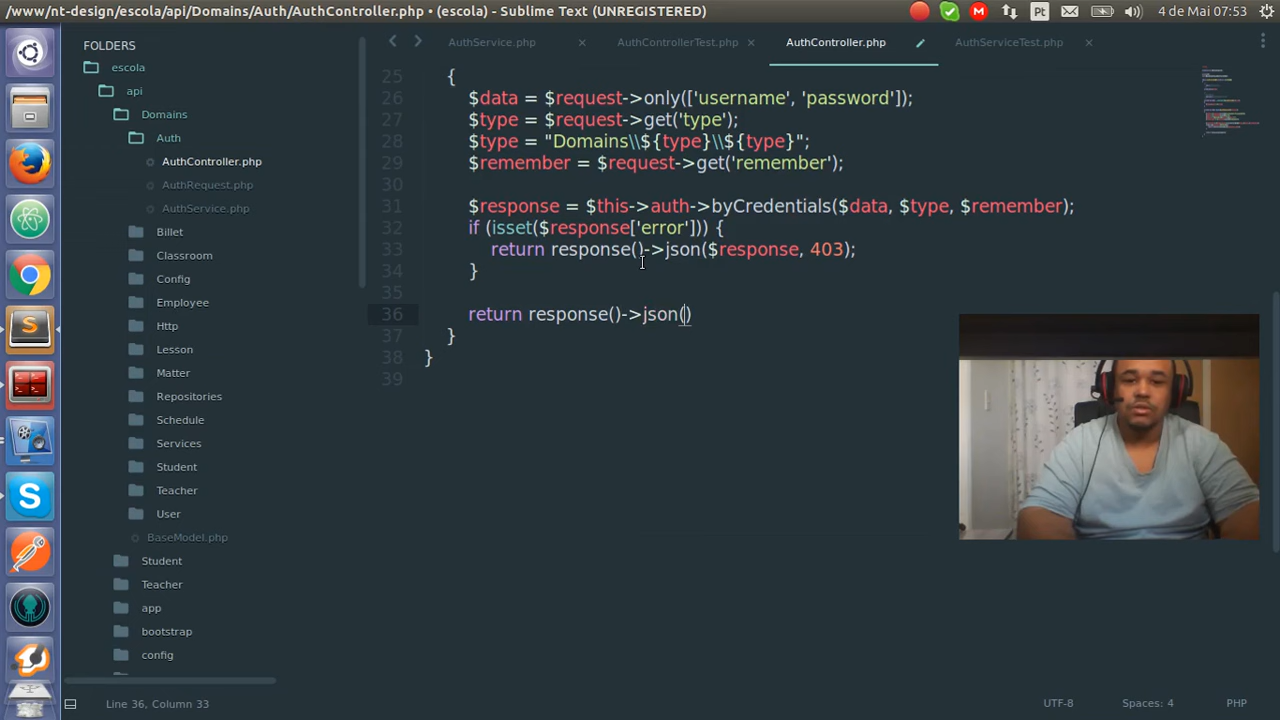 /www/nt-design/escola/api/Domains/Auth/AuthController.php • (escola) - Sublime Text (UNREGISTERED)
Pt
4 de Mai 07:53
FOLDERS
escola
api
Domains
Auth
AuthController.php
AuthRequest.php
AuthService.php
Billet
Classroom
Config
Employee
Http
Lesson
Matter
Repositories
Schedule
Services
Student
Teacher
User
BaseModel.php
Student
Teacher
app
bootstrap
config
AuthService.php
AuthControllerTest.php
AuthController.php
AuthServiceTest.php
25 {
26 $data = $request->only(['username', 'password']);
27 $type = $request->get('type');
28 $type = "Domains\\${type}\\${type}";
29 $remember = $request->get('remember');
30
31 $response = $this->auth->byCredentials($data, $type, $remember);
32 if (isset($response['error'])) {
33 return response()->json($response, 403);
34 }
35
36 return response()->json()
37 }
38 }
39
Line 36, Column 33
UTF-8
Spaces: 4
PHP